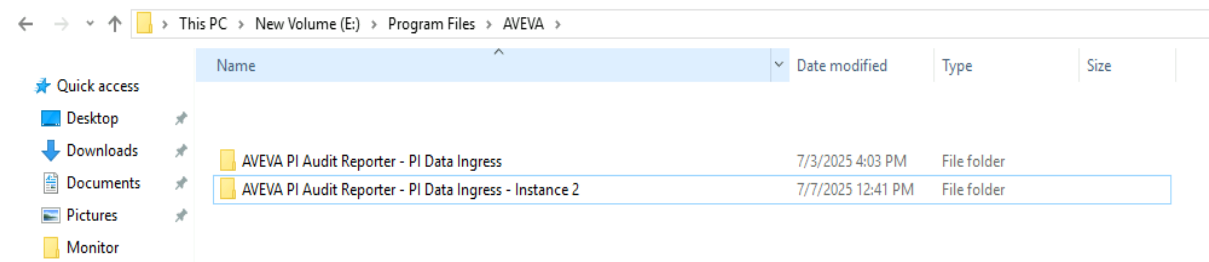 This PC > New Volume (E:) > Program Files > AVEVA >
Name Date modified Type Size
Quick access
Desktop
Downloads
AVEVA PI Audit Reporter - PI Data Ingress 7/3/2025 4:03 PM File folder
Documents
AVEVA PI Audit Reporter - PI Data Ingress - Instance 2 7/7/2025 12:41 PM File folder
Pictures
Monitor